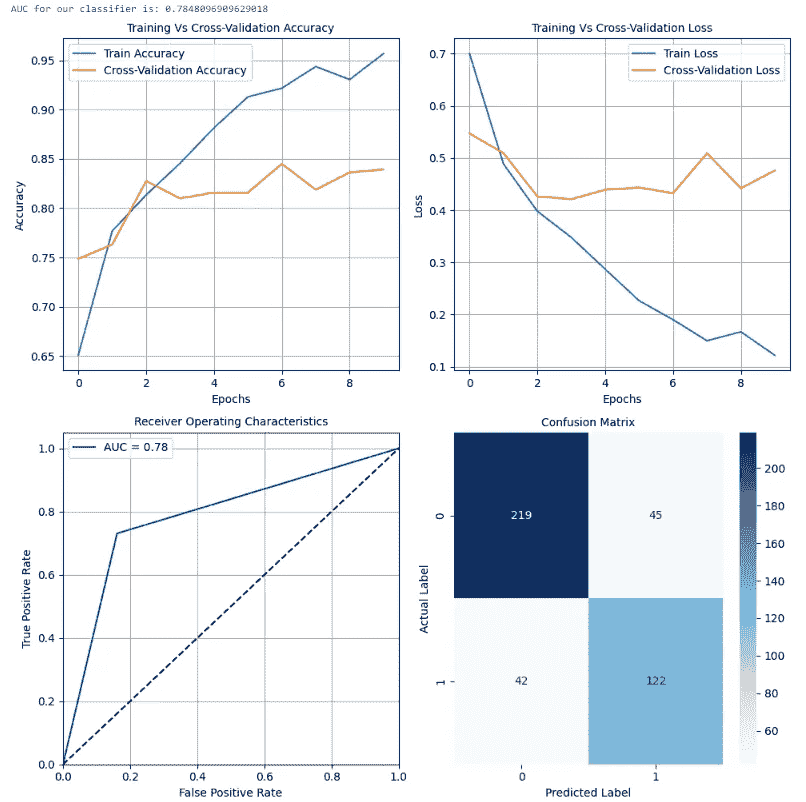 AUC for our classifier is: 0.7848096909629018
Training Vs Cross-Validation Accuracy
Train Accuracy
Cross-Validation Accuracy
0.95
0.90
0.85
0.80
0.75
0.70
0.65
Accuracy
0 2 4 6 8
Epochs
Training Vs Cross-Validation Loss
Train Loss
Cross-Validation Loss
0.7
0.6
0.5
0.4
0.3
0.2
0.1
Loss
0 2 4 6 8
Epochs
Receiver Operating Characteristics
AUC = 0.78
1.0
0.8
0.6
0.4
0.2
0.0
True Positive Rate
0.0 0.2 0.4 0.6 0.8 1.0
False Positive Rate
Confusion Matrix
0
219 45
1
42 122
Actual Label
0 1
Predicted Label
200
180
160
140
120
100
80
60